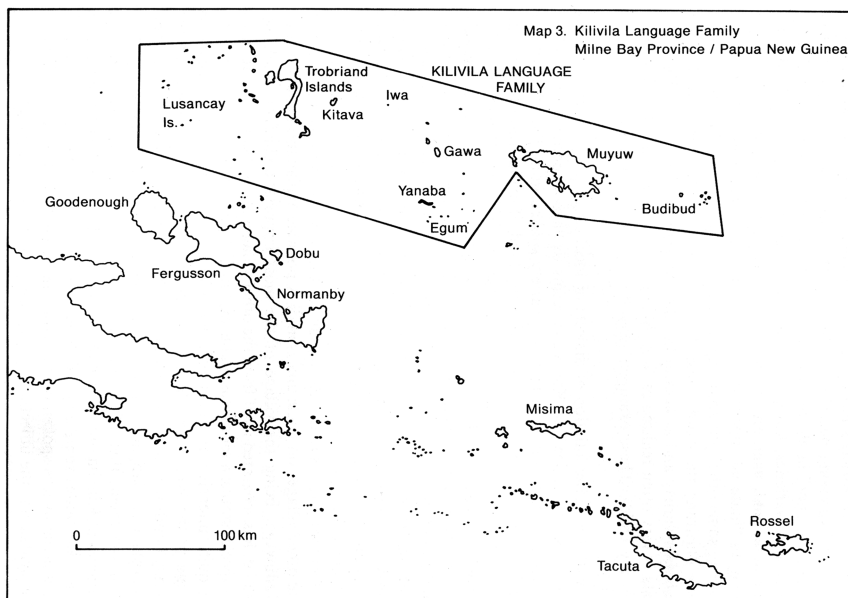 Map 3. Kilivila Language Family
Milne Bay Province / Papua New Guinea
KILIVILA LANGUAGE
FAMILY
Trobriand
Islands
Kitava
Lusancay
Is.
Iwa
Gawa
Muyuw
Yanaba
Egum
Budibud
Goodenough
Dobu
Fergusson
Normanby
Misima
Rossel
Tacuta
0 100 km